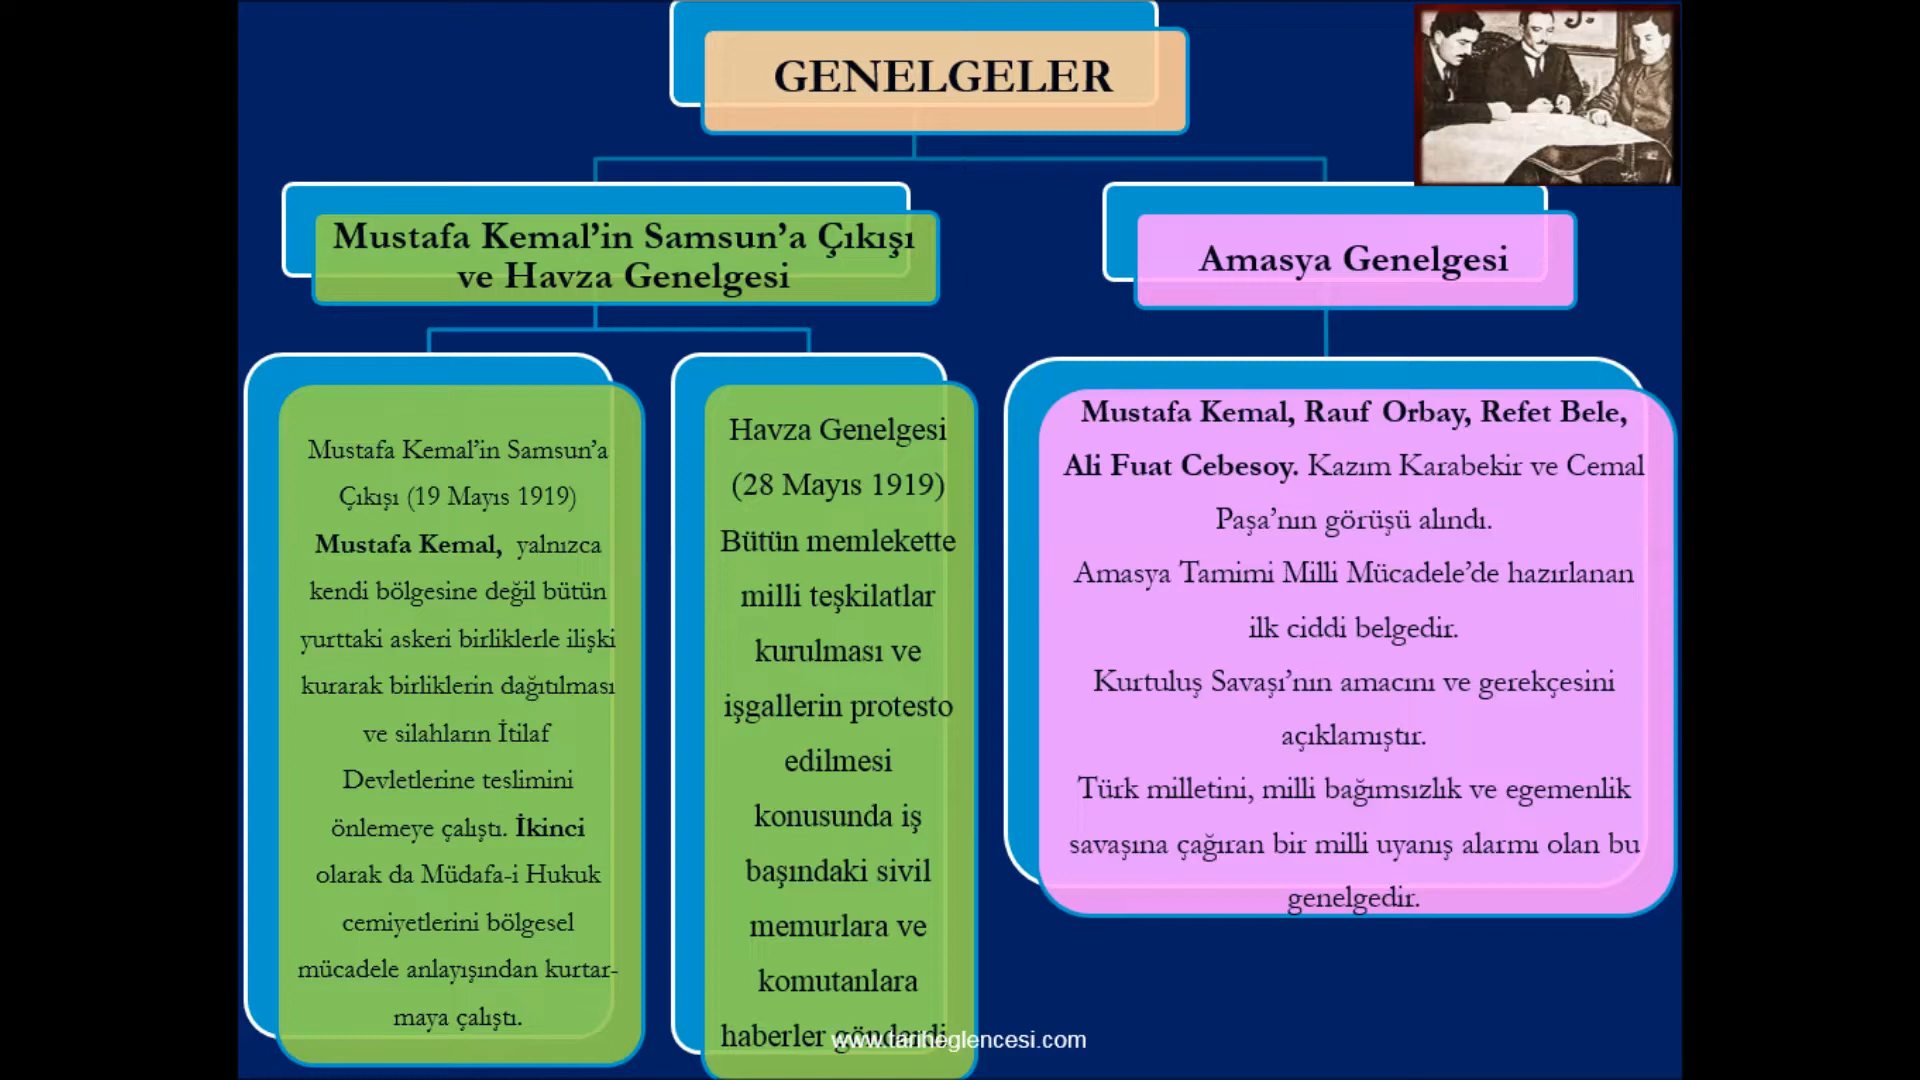 GENELGELER
Mustafa Kemal’in Samsun’a Çıkışı
ve Havza Genelgesi
Amasya Genelgesi
Mustafa Kemal’in Samsun’a
Çıkışı (19 Mayıs 1919)
Mustafa Kemal, yalnızca
kendi bölgesine değil bütün
yurttaki askeri birliklerle ilişki
kurarak birliklerin dağıtılması
ve silahların İtilaf
Devletlerine teslimini
önlemeye çalıştı. İkinci
olarak da Müdafa-i Hukuk
cemiyetlerini bölgesel
mücadele anlayışından kurtar-
maya çalıştı.
Havza Genelgesi
(28 Mayıs 1919)
Bütün memlekette
milli teşkilatlar
kurulması ve
işgallerin protesto
edilmesi
konusunda iş
başındaki sivil
memurlara ve
komutanlara
haberler gönderdi
Mustafa Kemal, Rauf Orbay, Refet Bele,
Ali Fuat Cebesoy. Kazım Karabekir ve Cemal
Paşa’nın görüşü alındı.
Amasya Tamimi Milli Mücadele’de hazırlanan
ilk ciddi belgedir.
Kurtuluş Savaşı’nın amacını ve gerekçesini
açıklamıştır.
Türk milletini, milli bağımsızlık ve egemenlik
savaşına çağıran bir milli uyanış alarmı olan bu
genelgedir.
www.tariheglencesi.com